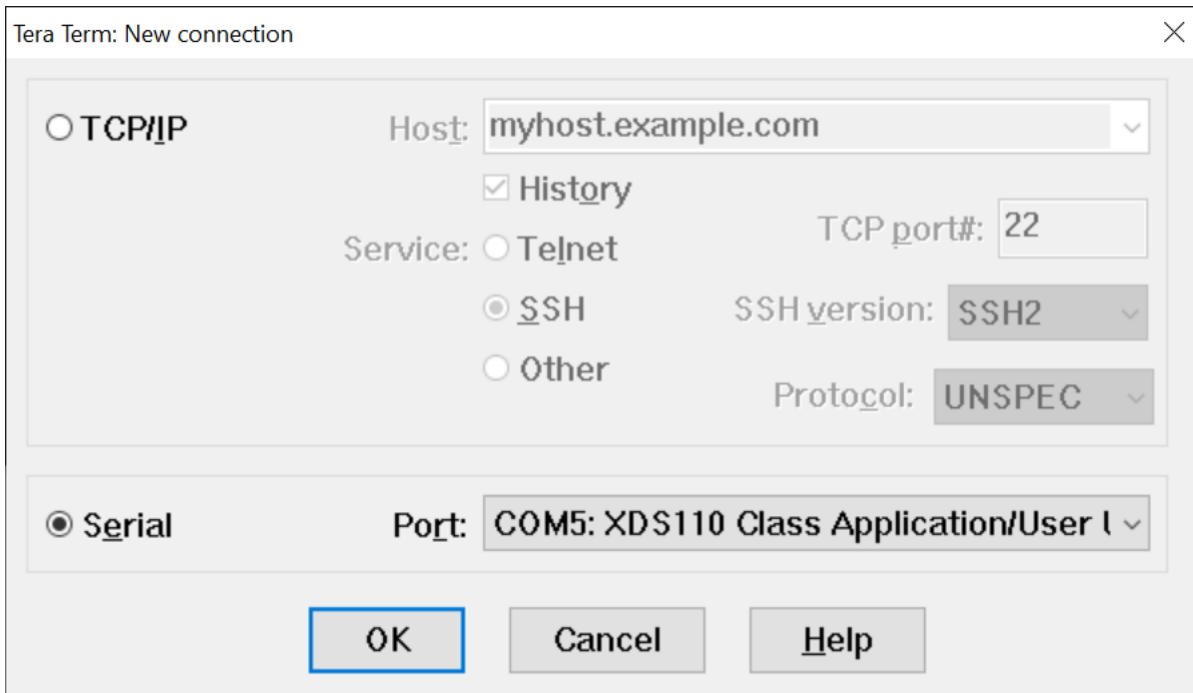 Tera Term: New connection
TCP/IP
Host: myhost.example.com
History
Service: Telnet
TCP port#: 22
SSH
SSH version: SSH2
Other
Protocol: UNSPEC
Serial
Port: COM5: XDS110 Class Application/User
OK
Cancel
Help